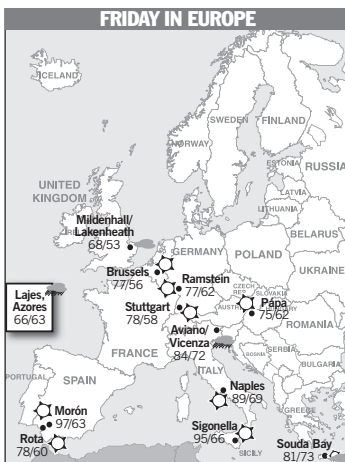 FRIDAY IN EUROPE
ICELAND
SWEDEN
FINLAND
NORWAY
ESTONIA
RUSSIA
LATVIA
LITHUANIA
UNITED
KINGDOM
BELARUS
Mildenhall/
Lakenheath
68/53
GERMANY
POLAND
Brussels
77/56
Ramstein
77/62
UKRAINE
CZECH
SLOVAKIA
Lajes,
Azores
66/63
Stuttgart
78/58
Pápa
75/62
Aviano/
Vicenza
84/72
ROMANIA
FRANCE
BOSNIA
SERBIA
ITALY
BULGARIA
PORTUGAL
SPAIN
Naples
89/69
Morón
97/63
GREECE
Sigonella
95/66
Rota
78/60
SICILY
Souda Bay
81/73